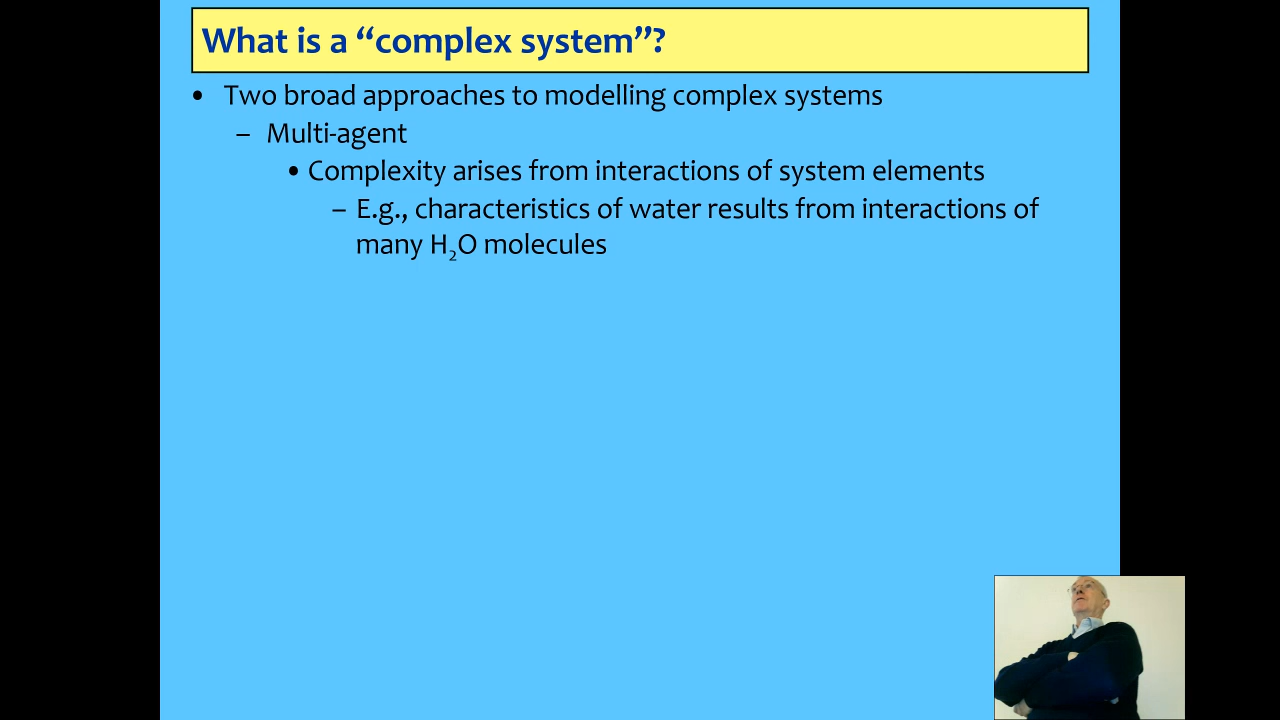 What is a “complex system”?
• Two broad approaches to modelling complex systems
– Multi-agent
• Complexity arises from interactions of system elements
– E.g., characteristics of water results from interactions of
many H₂O molecules